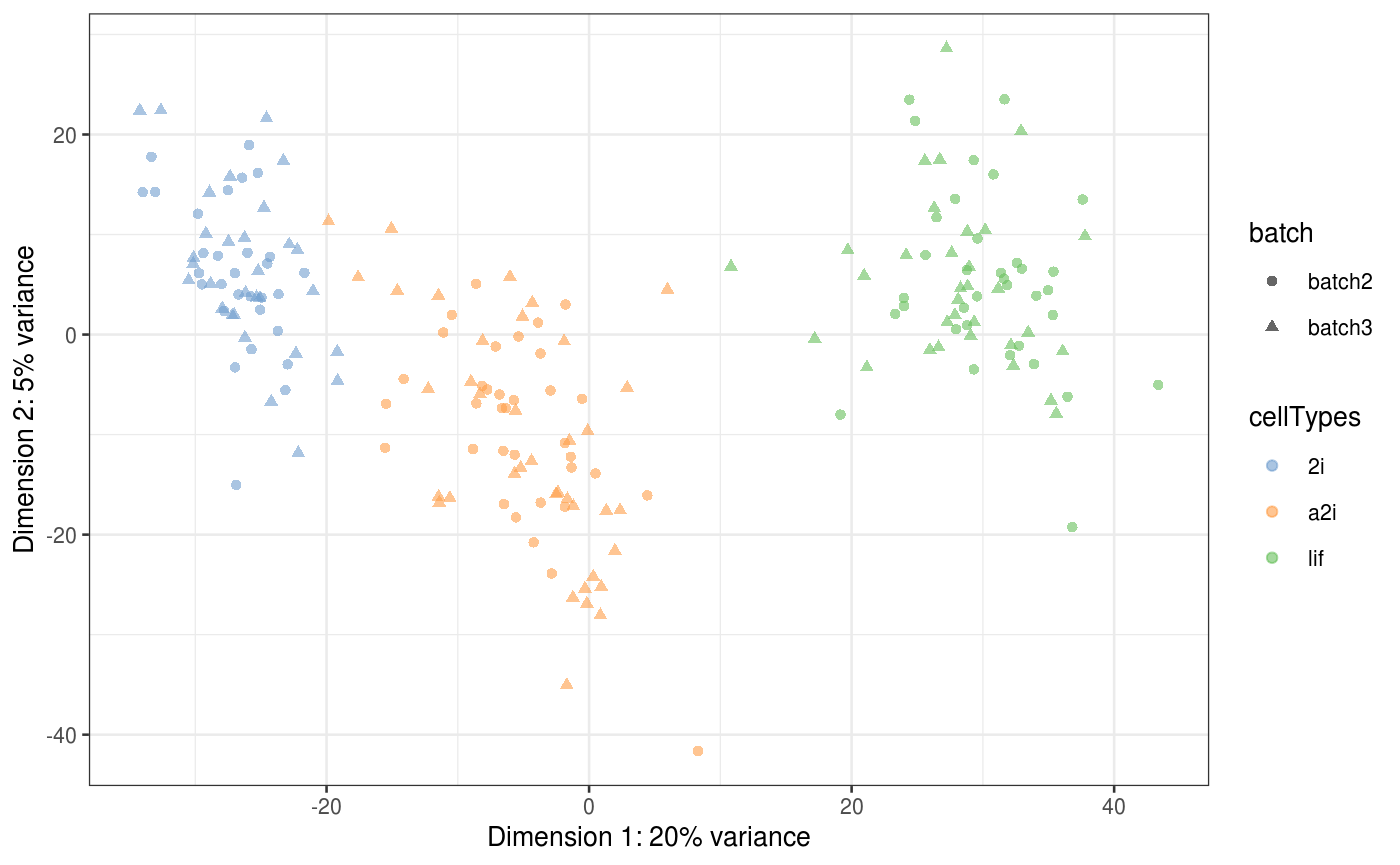 20
0
-20
-40
Dimension 2: 5% variance
-20
0
20
40
Dimension 1: 20% variance
batch
batch2
batch3
cellTypes
2i
a2i
lif